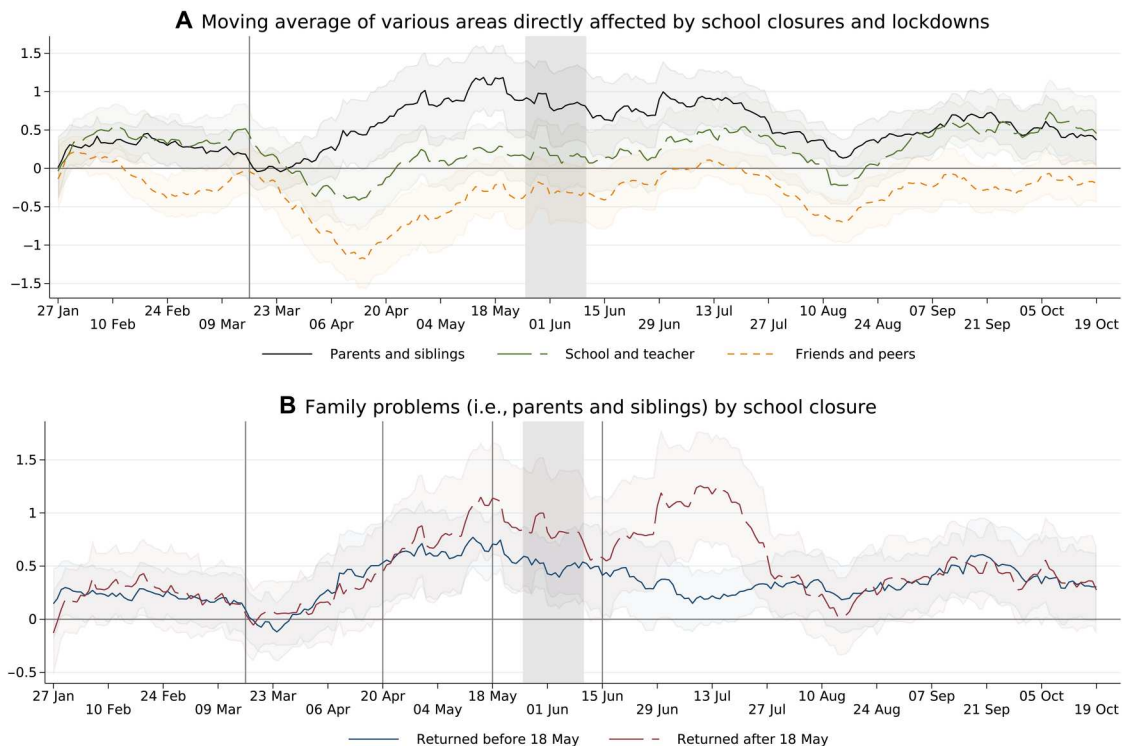 A Moving average of various areas directly affected by school closures and lockdowns
1.5
1
0.5
0
−0.5
−1
−1.5
27 Jan 24 Feb 23 Mar 20 Apr 18 May 15 Jun 13 Jul 10 Aug 07 Sep 05 Oct
10 Feb 09 Mar 06 Apr 04 May 01 Jun 29 Jun 27 Jul 24 Aug 21 Sep 19 Oct
Parents and siblings School and teacher Friends and peers
B Family problems (i.e., parents and siblings) by school closure
1.5
1
0.5
0
−0.5
27 Jan 24 Feb 23 Mar 20 Apr 18 May 15 Jun 13 Jul 10 Aug 07 Sep 05 Oct
10 Feb 09 Mar 06 Apr 04 May 01 Jun 29 Jun 27 Jul 24 Aug 21 Sep 19 Oct
Returned before 18 May Returned after 18 May